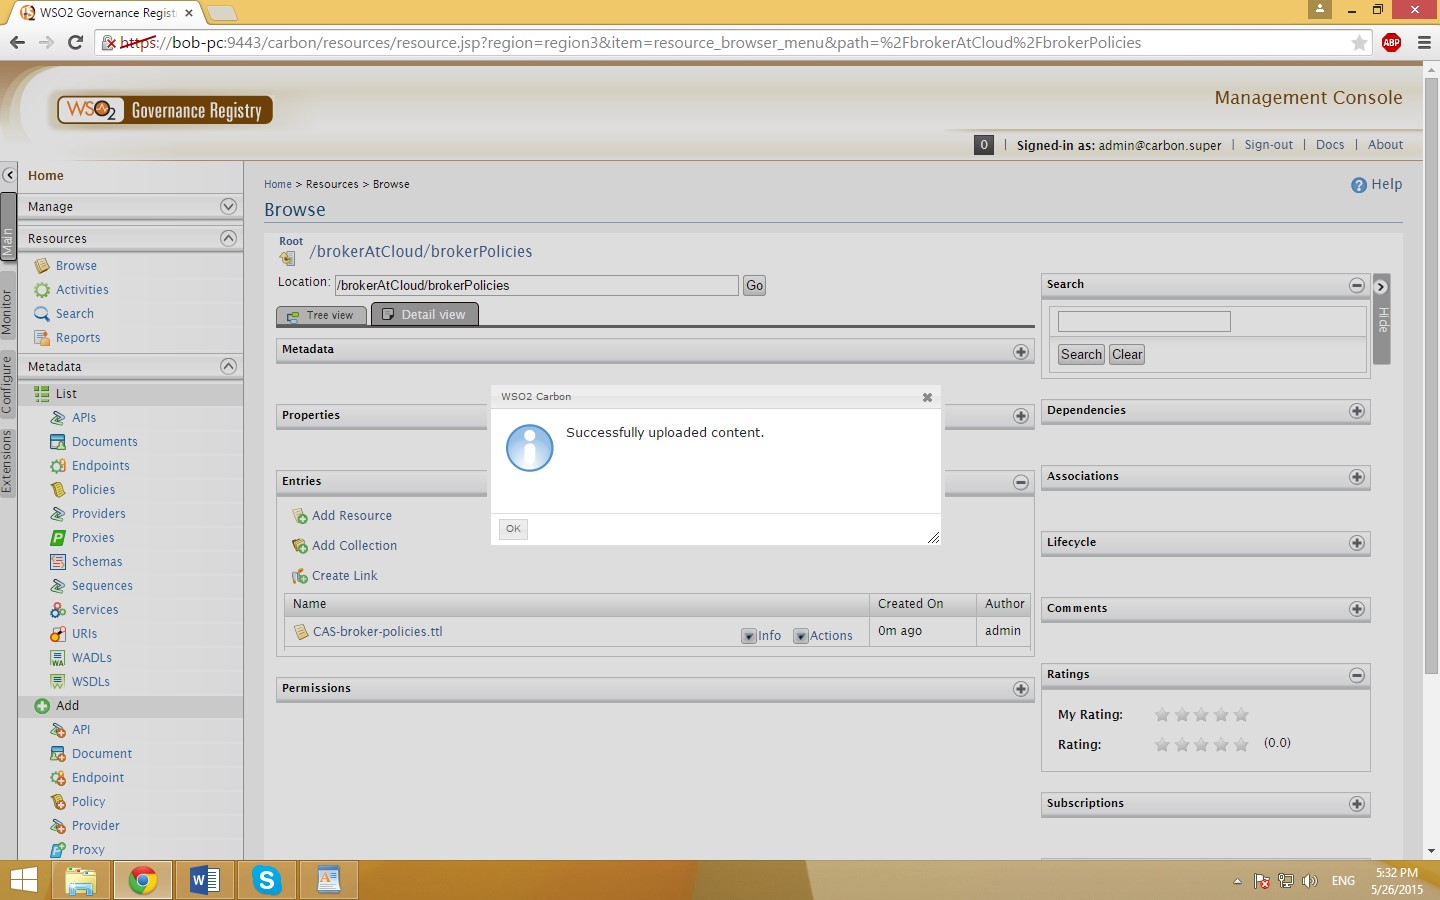 WSO2 Governance Regist
https://bob-pc:9443/carbon/resources/resource.jsp?region=region3&item=resource_browser_menu&path=%2FbrokerAtCloud%2FbrokerPolicies
ABP
WSO2 Governance Registry
Management Console
0 | Signed-in as: admin@carbon.super | Sign-out | Docs | About
Main
Monitor
Configure
Extensions
Home
Manage
Resources
Browse
Activities
Search
Reports
Metadata
List
APIs
Documents
Endpoints
Policies
Providers
Proxies
Schemas
Sequences
Services
URIs
WADLs
WSDLs
Add
API
Document
Endpoint
Policy
Provider
Proxy
Home > Resources > Browse
Help
Browse
Root
/brokerAtCloud/brokerPolicies
Location: /brokerAtCloud/brokerPolicies Go
Tree view Detail view
Metadata
Properties
Entries
Add Resource
Add Collection
Create Link
Name Created On Author
CAS-broker-policies.ttl Info Actions 0m ago admin
Permissions
WSO2 Carbon
Successfully uploaded content.
OK
Search
Search Clear
Hide
Dependencies
Associations
Lifecycle
Comments
Ratings
My Rating:
Rating: (0.0)
Subscriptions
ENG
5:32 PM
5/26/2015